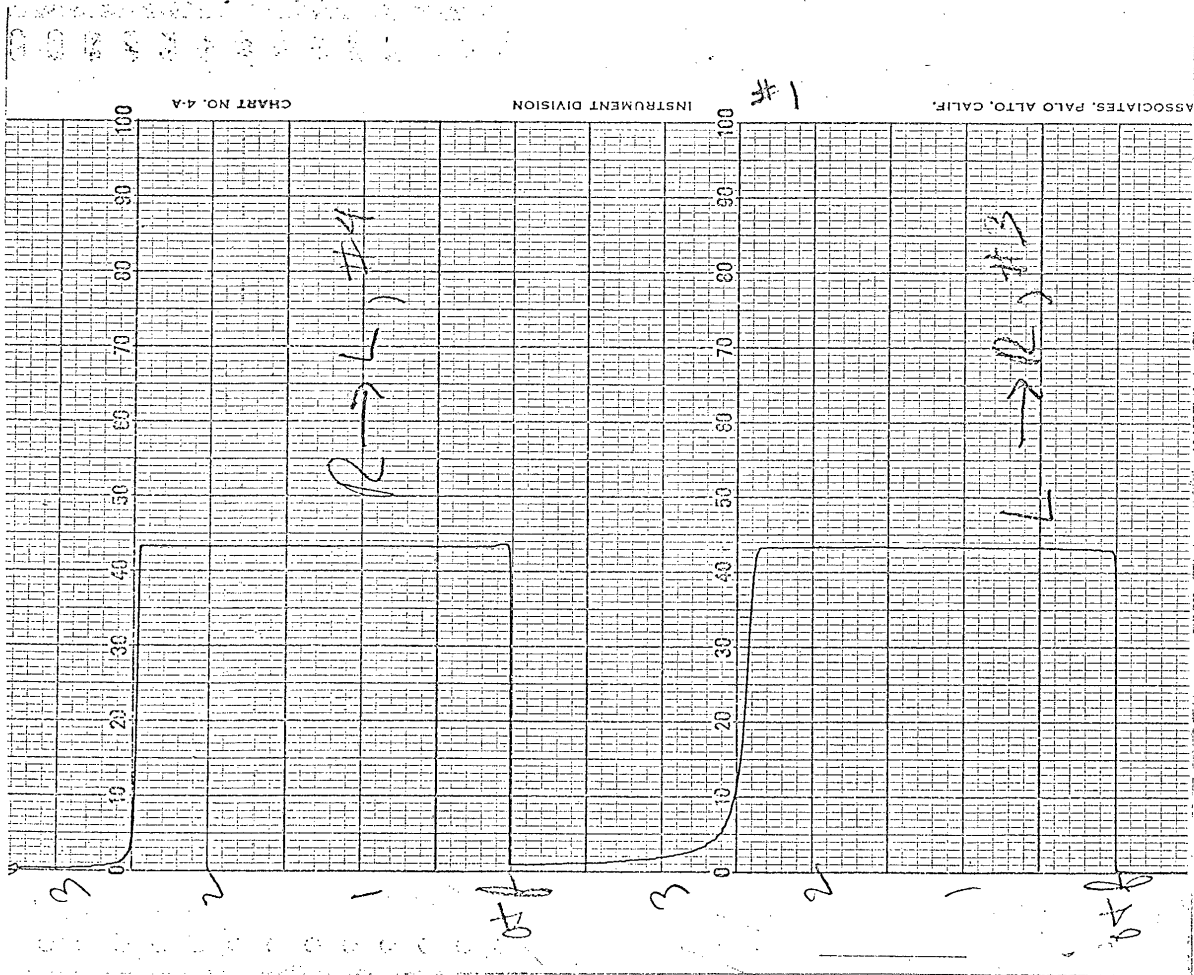 CHART NO. 4-A
INSTRUMENT DIVISION
#1
ASSOCIATES, PALO ALTO, CALIF.
100 100
90 90
80 80
70 70
60 60
50 50
40 40
30 30
20 20
10 10
0 0
R → L, #4
L → R, #3
3 2 1 3 2 1